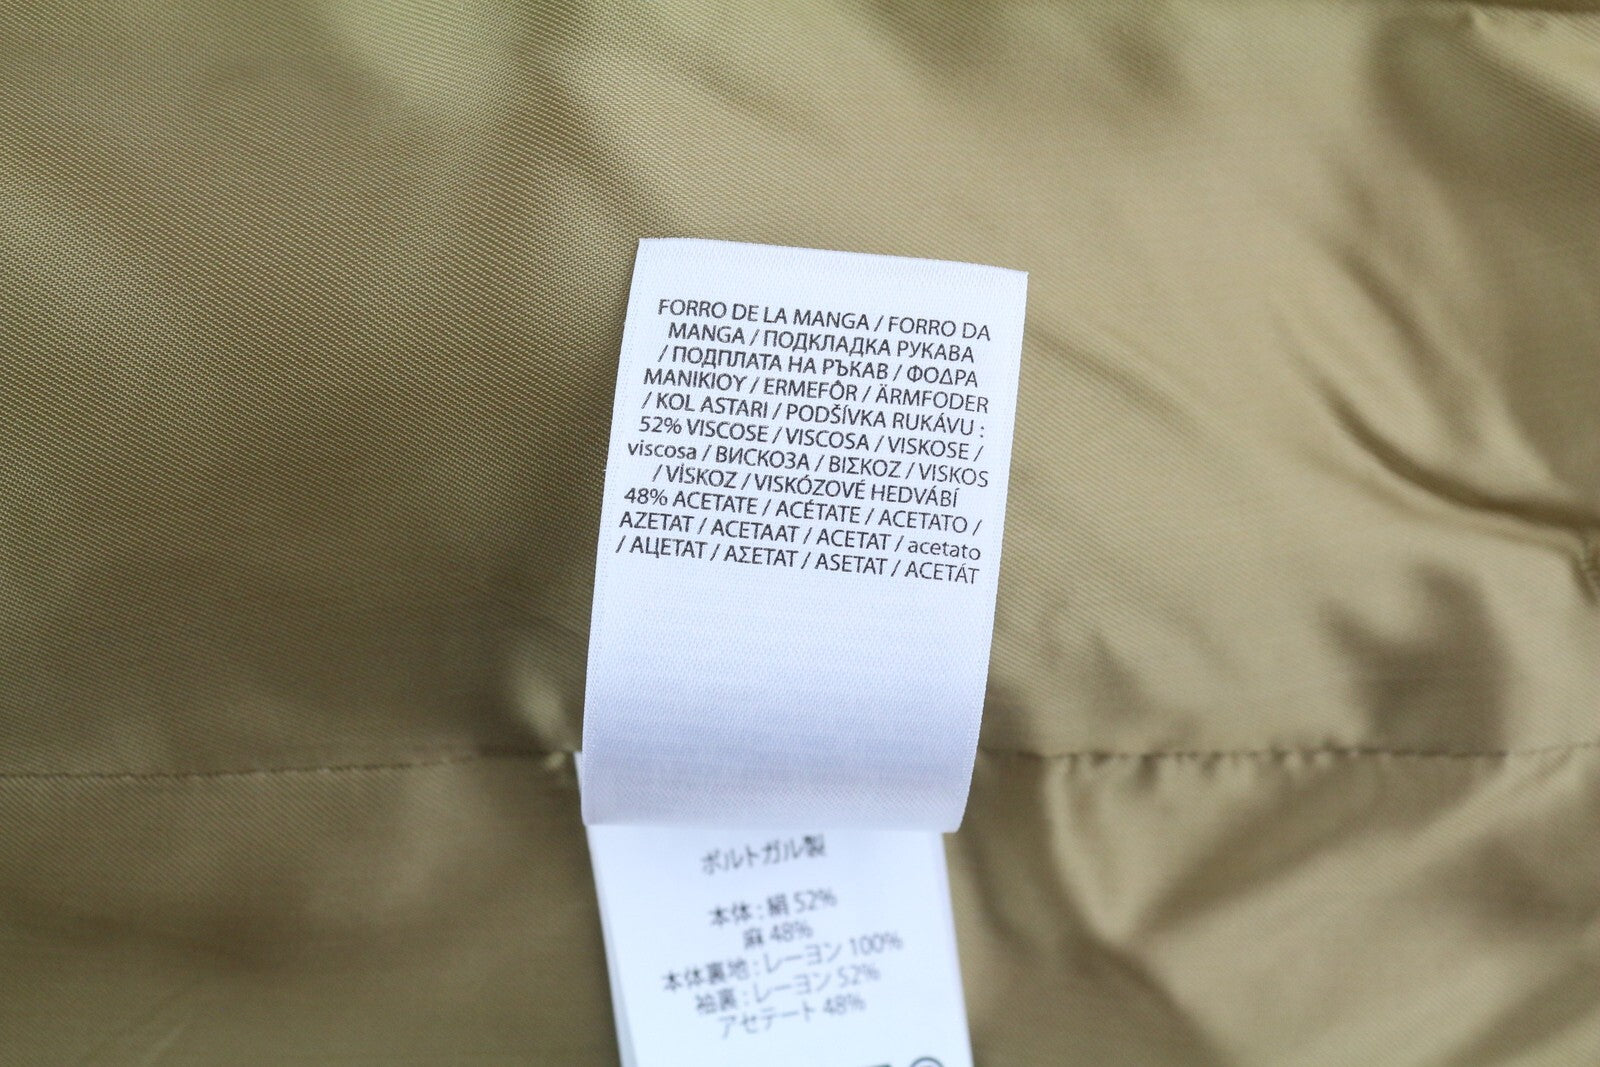 FORRO DE LA MANGA / FORRO DA
MANGA / ПОДКЛАДКА РУКАВА
/ ПОДПЛАТА НА РЪКАВ / ΦΟΔΡΑ
MANIKIOY / ERMEFÔR / ÄRMFODER
/ KOL ASTARI / PODŠÍVKA RUKÁVU :
52% VISCOSE / VISCOSA / VISKOSE /
viscosa / ВИСКОЗА / ΒΙΣΚΟΖ / VISKOS
/ VİSKOZ / VISKÓZOVÉ HEDVÁBÍ
48% ACETATE / ACÉTATE / ACETATO /
AZETAT / ACETAAT / ACETAT / acetato
/ АЦЕТАТ / ΑΣΕΤΑΤ / ASETAT / ACETÁT
ポルトガル製
本体 : 絹 52%
麻 48%
本体裏地 : レーヨン 100%
袖裏 : レーヨン 52%
アセテート 48%